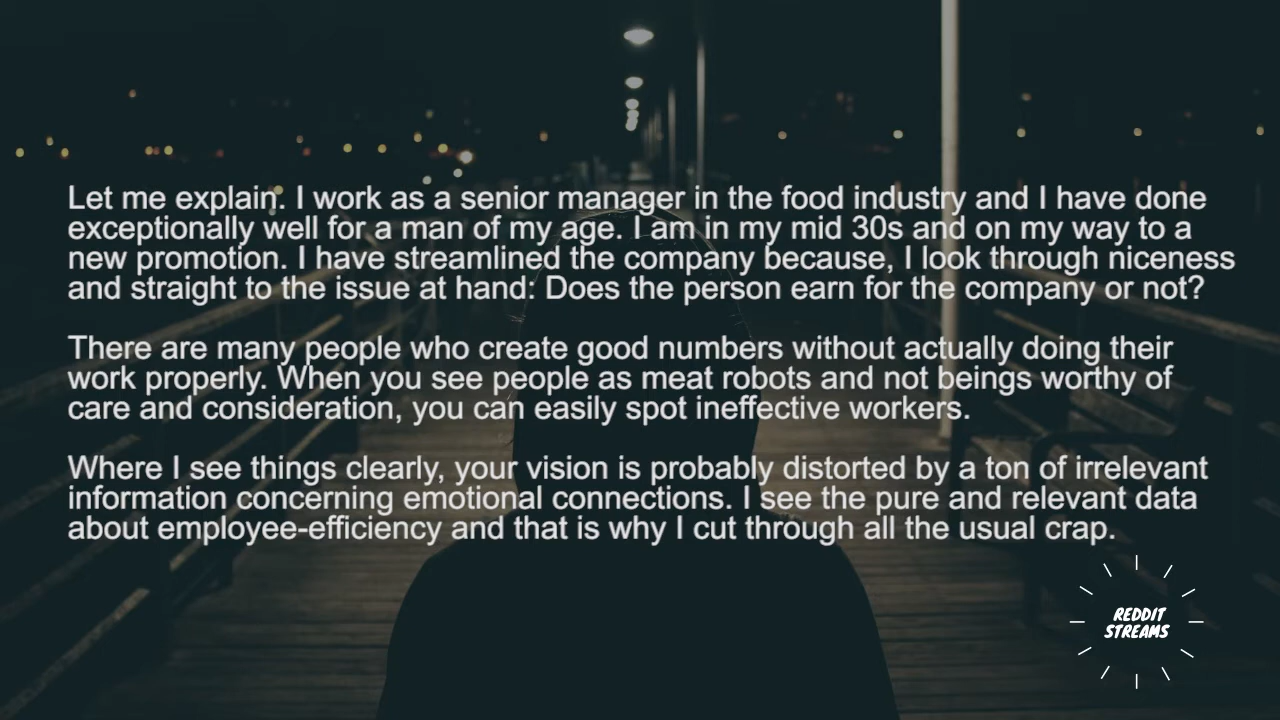 Let me explain. I work as a senior manager in the food industry and I have done
exceptionally well for a man of my age. I am in my mid 30s and on my way to a
new promotion. I have streamlined the company because, I look through niceness
and straight to the issue at hand: Does the person earn for the company or not?
There are many people who create good numbers without actually doing their
work properly. When you see people as meat robots and not beings worthy of
care and consideration, you can easily spot ineffective workers.
Where I see things clearly, your vision is probably distorted by a ton of irrelevant
information concerning emotional connections. I see the pure and relevant data
about employee-efficiency and that is why I cut through all the usual crap.
REDDIT
STREAMS